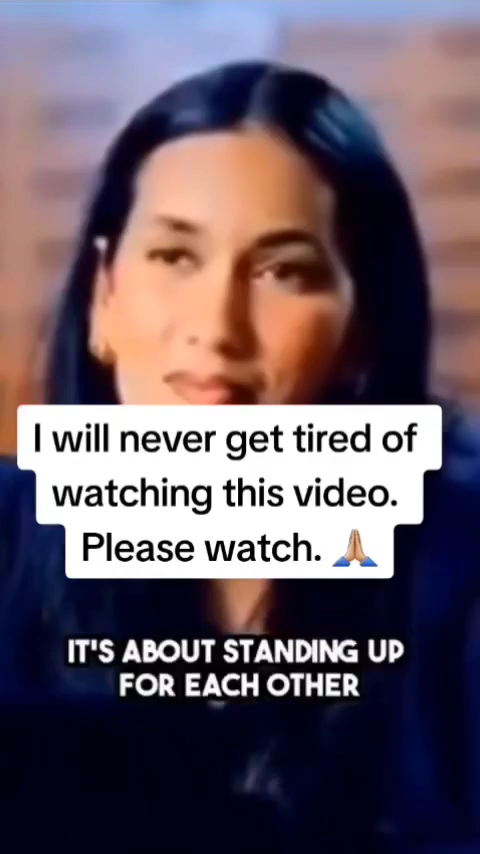 I will never get tired of
watching this video.
Please watch. 🙏🏼
IT'S ABOUT STANDING UP
FOR EACH OTHER